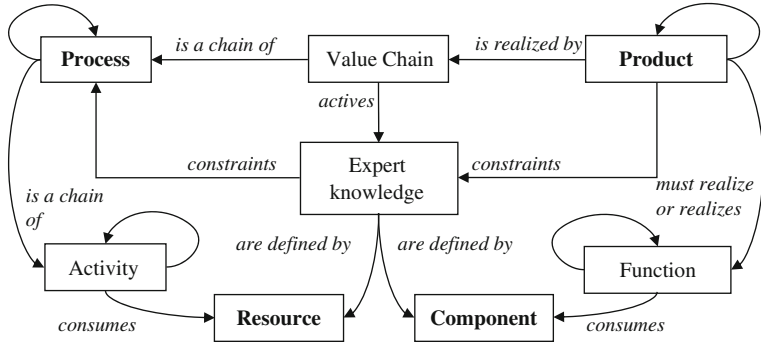 Process
is a chain of
Value Chain
is realized by
Product
actives
constraints
Expert
knowledge
constraints
is a chain
of
must realize
or realizes
are defined by
are defined by
Activity
Function
consumes
Resource
Component
consumes